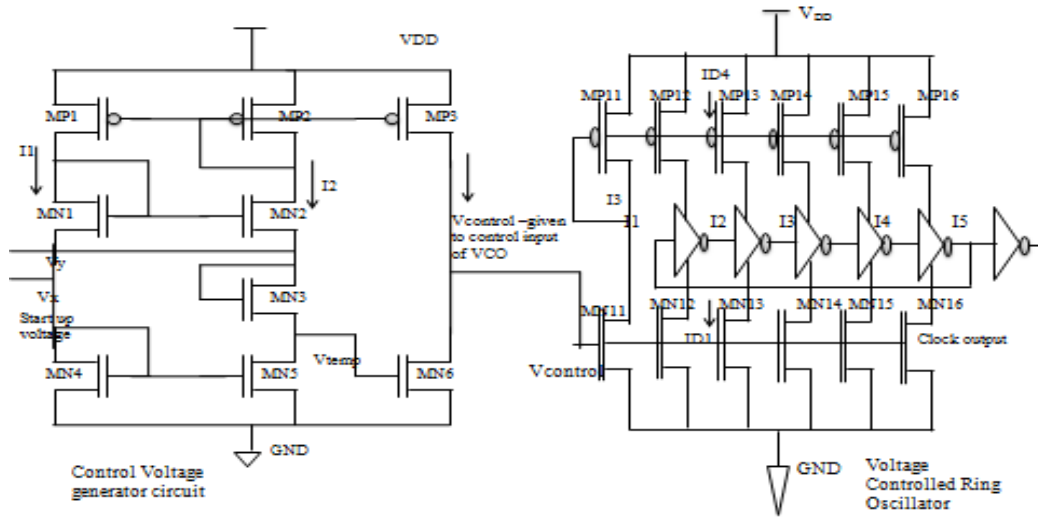 VDD
MP1
MP2
MP3
I1
I2
MN1
MN2
Vcontrol –given
to control input
of VCO
Vy
Vx
MN3
Start up
voltage
Vtemp
MN4
MN5
MN6
GND
Control Voltage
generator circuit
VDD
ID4
MP11
MP12
MP13
MP14
MP15
MP16
I3
I1
I2
I3
I4
I5
MN11
MN12
MN13
MN14
MN15
MN16
ID1
Clock output
Vcontrol
GND
Voltage
Controlled Ring
Oscillator